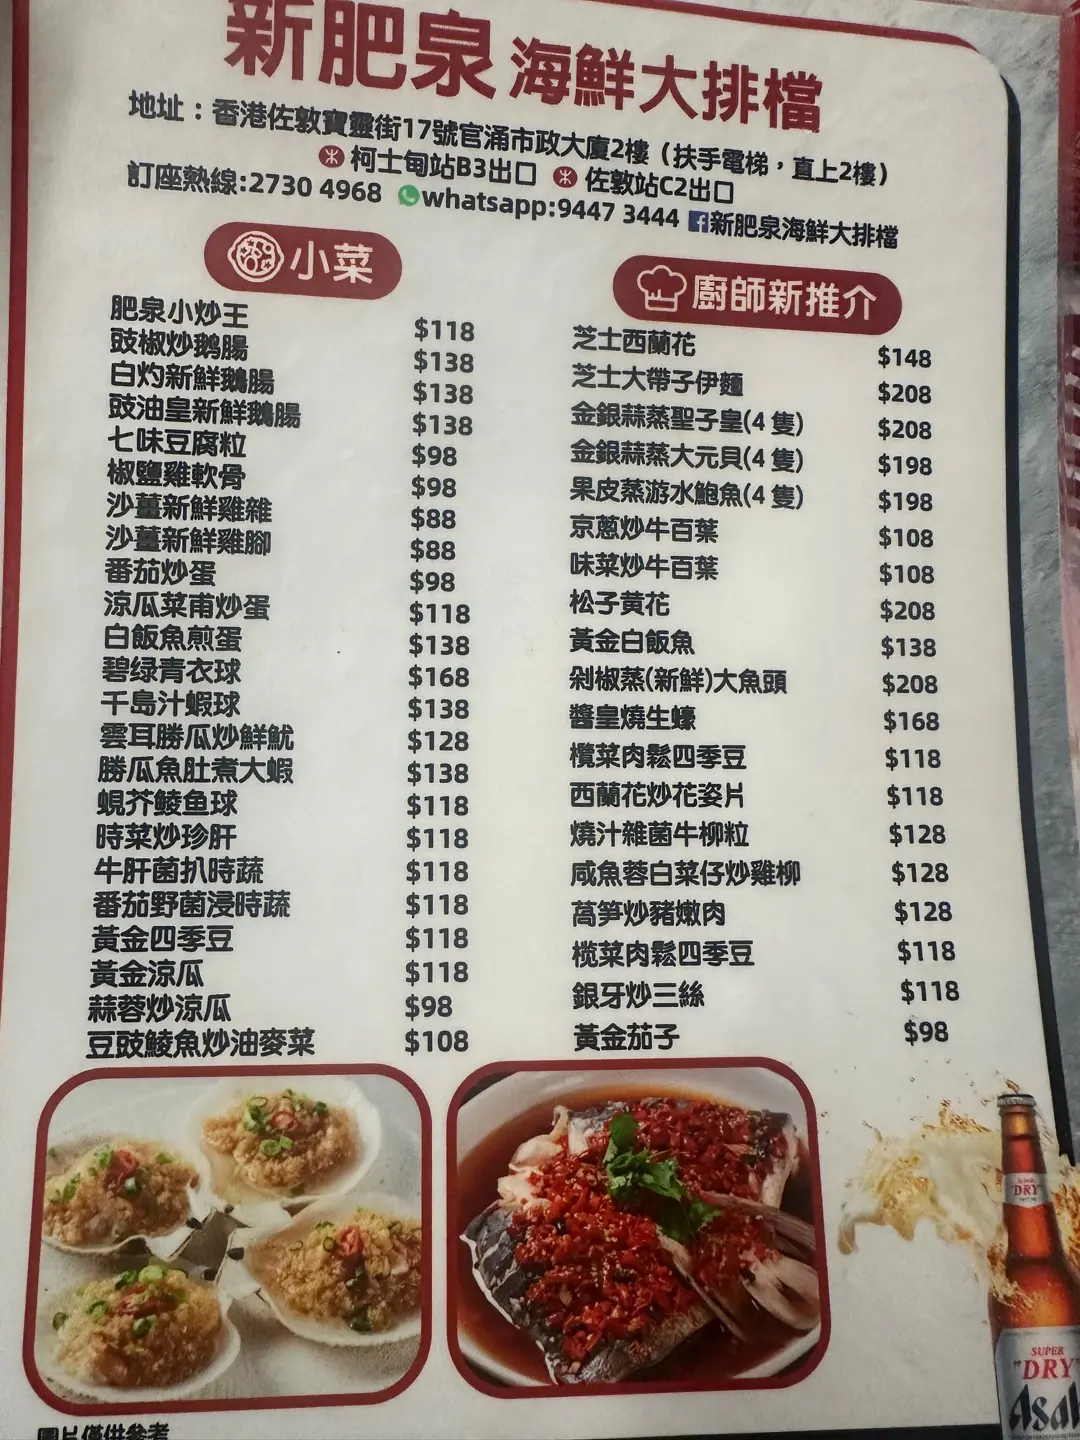 新肥泉 海鮮大排檔
地址：香港佐敦寶靈街17號官涌市政大廈2樓（扶手電梯，直上2樓）
柯士甸站B3出口 佐敦站C2出口
訂座熱線:2730 4968 whatsapp:9447 3444 新肥泉海鮮大排檔
小菜
肥泉小炒王 $118
豉椒炒鹅腸 $138
白灼新鮮鵝腸 $138
豉油皇新鮮鵝腸 $138
七味豆腐粒 $98
椒鹽雞軟骨 $98
沙薑新鮮雞雜 $88
沙薑新鮮雞腳 $88
番茄炒蛋 $98
涼瓜菜甫炒蛋 $118
白飯魚煎蛋 $138
碧绿青衣球 $168
千島汁蝦球 $138
雲耳勝瓜炒鮮魷 $128
勝瓜魚肚煮大蝦 $138
蜆芥鲮鱼球 $118
時菜炒珍肝 $118
牛肝菌扒時蔬 $118
番茄野菌浸時蔬 $118
黃金四季豆 $118
黃金涼瓜 $118
蒜蓉炒涼瓜 $98
豆豉鯪魚炒油麥菜 $108
廚師新推介
芝士西蘭花 $148
芝士大帶子伊麵 $208
金銀蒜蒸聖子皇(4 隻) $208
金銀蒜蒸大元貝(4 隻) $198
果皮蒸游水鮑魚(4 隻) $198
京蔥炒牛百葉 $108
味菜炒牛百葉 $108
松子黄花 $208
黃金白飯魚 $138
剁椒蒸(新鮮)大魚頭 $208
醬皇燒生蠔 $168
欖菜肉鬆四季豆 $118
西蘭花炒花姿片 $118
燒汁雜菌牛柳粒 $128
咸魚蓉白菜仔炒雞柳 $128
萵笋炒豬嫩肉 $128
榄菜肉鬆四季豆 $118
銀牙炒三絲 $118
黃金茄子 $98
"DRY"
SUPER
"DRY"
Asahi
圖片僅供參考